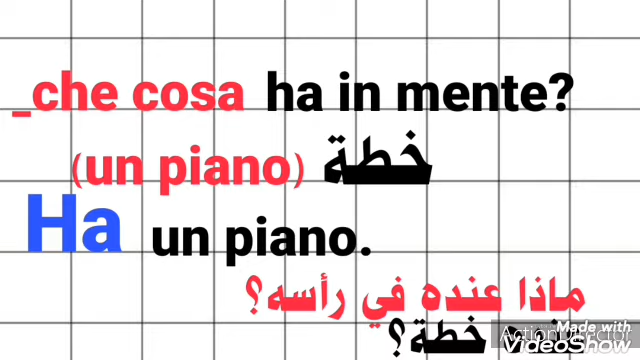 _che cosa ha in mente?
(un piano) خطة
Ha un piano.
ماذا عنده في رأسه؟
خطة؟
Made with
VideoShow